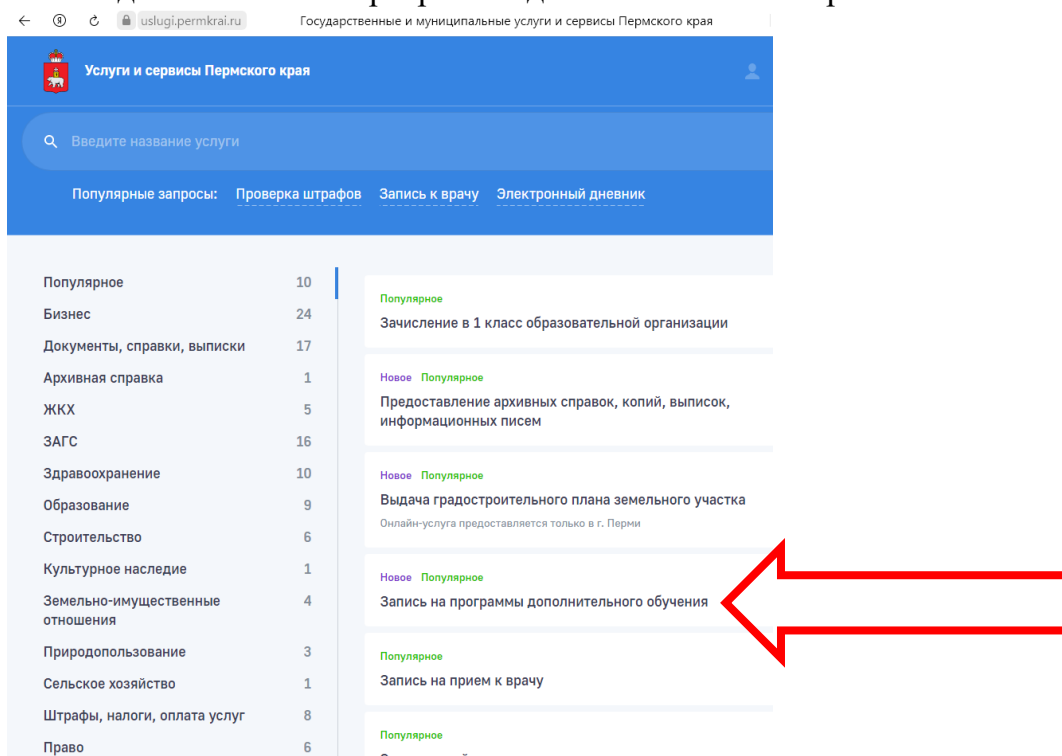 uslugi.permkrai.ru Государственные и муниципальные услуги и сервисы Пермского края
Услуги и сервисы Пермского края
Введите название услуги
Популярные запросы: Проверка штрафов Запись к врачу Электронный дневник
Популярное 10
Бизнес 24
Документы, справки, выписки 17
Архивная справка 1
ЖКХ 5
ЗАГС 16
Здравоохранение 10
Образование 9
Строительство 6
Культурное наследие 1
Земельно-имущественные 4
отношения
Природопользование 3
Сельское хозяйство 1
Штрафы, налоги, оплата услуг 8
Право 6
Популярное
Зачисление в 1 класс образовательной организации
Новое Популярное
Предоставление архивных справок, копий, выписок,
информационных писем
Новое Популярное
Выдача градостроительного плана земельного участка
Онлайн-услуга предоставляется только в г. Перми
Новое Популярное
Запись на программы дополнительного обучения
Популярное
Запись на прием к врачу
Популярное